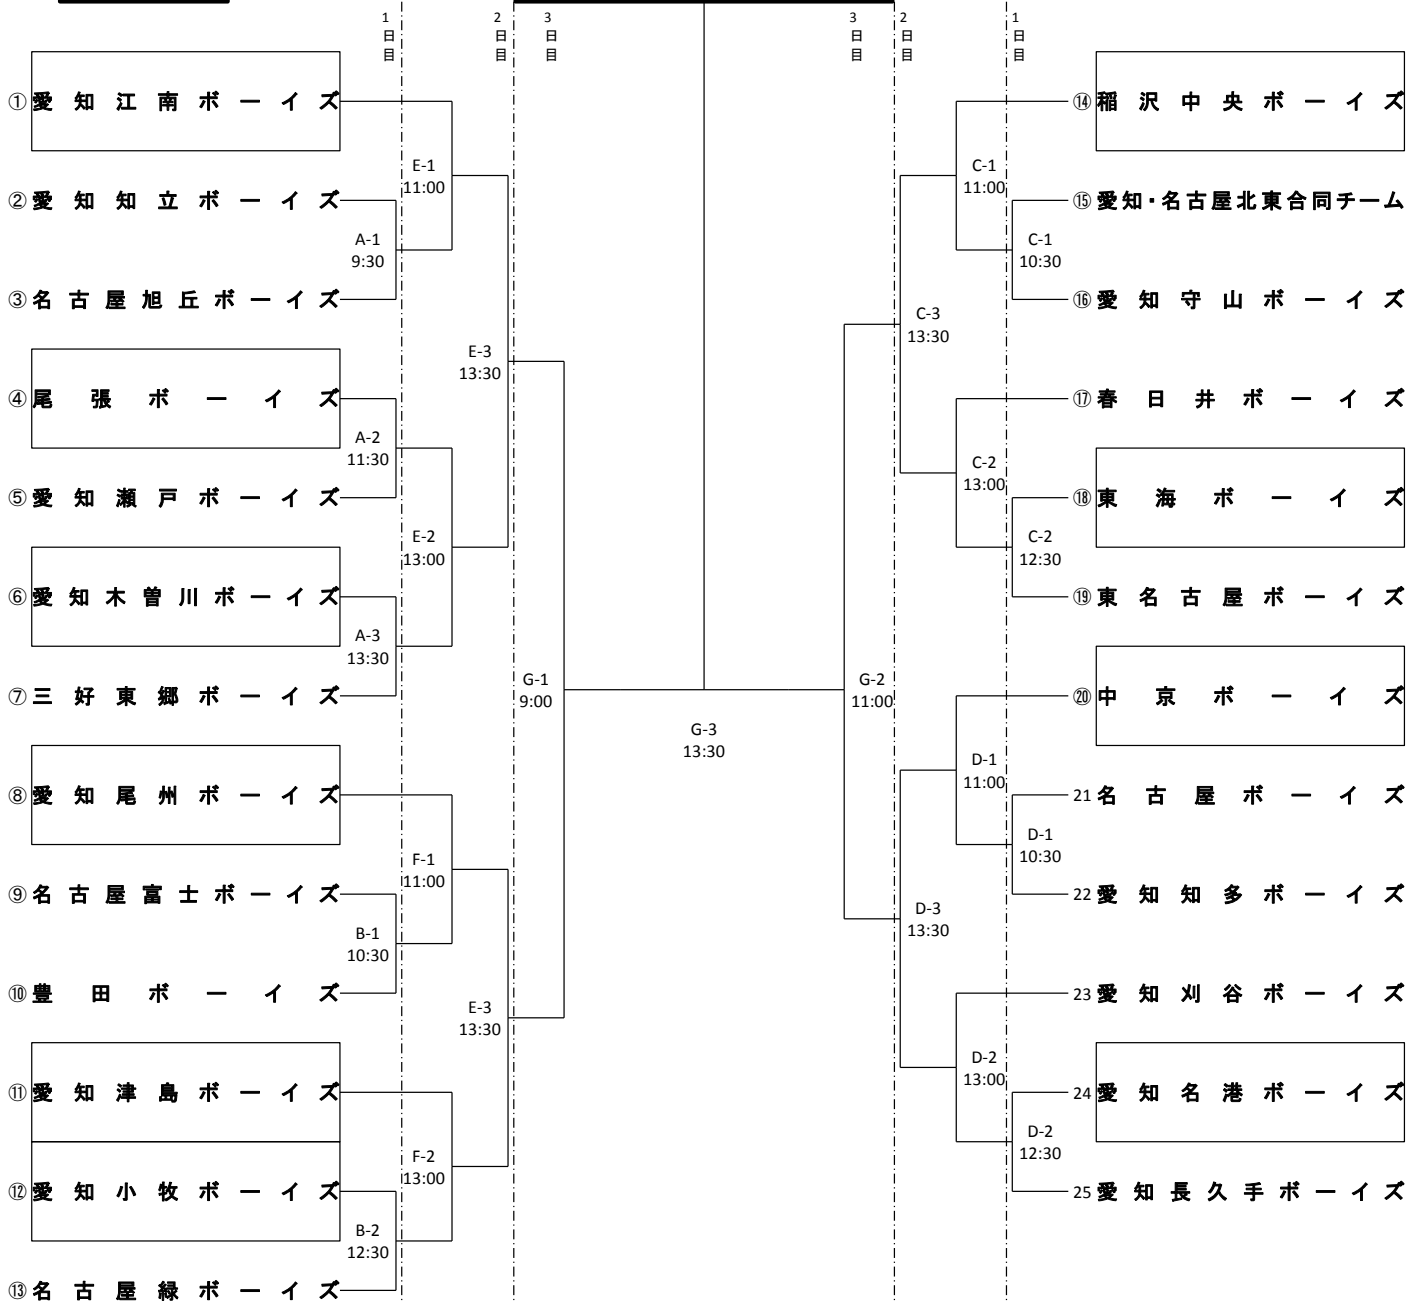 1日目
2日目
3日目
3日目
2日目
1日目
①愛知江南ボーイズ
②愛知知立ボーイズ
③名古屋旭丘ボーイズ
④尾張ボーイズ
⑤愛知瀬戸ボーイズ
⑥愛知木曽川ボーイズ
⑦三好東郷ボーイズ
⑧愛知尾州ボーイズ
⑨名古屋富士ボーイズ
⑩豊田ボーイズ
⑪愛知津島ボーイズ
⑫愛知小牧ボーイズ
⑬名古屋緑ボーイズ
A-1
9:30
A-2
11:30
A-3
13:30
B-1
10:30
B-2
12:30
E-1
11:00
E-2
13:00
F-1
11:00
F-2
13:00
E-3
13:30
E-3
13:30
G-1
9:00
G-3
13:30
G-2
11:00
C-3
13:30
D-3
13:30
C-1
11:00
C-2
13:00
D-1
11:00
D-2
13:00
C-1
10:30
C-2
12:30
D-1
10:30
D-2
12:30
⑭稲沢中央ボーイズ
⑮愛知・名古屋北東合同チーム
⑯愛知守山ボーイズ
⑰春日井ボーイズ
⑱東海ボーイズ
⑲東名古屋ボーイズ
⑳中京ボーイズ
21名古屋ボーイズ
22愛知知多ボーイズ
23愛知刈谷ボーイズ
24愛知名港ボーイズ
25愛知長久手ボーイズ